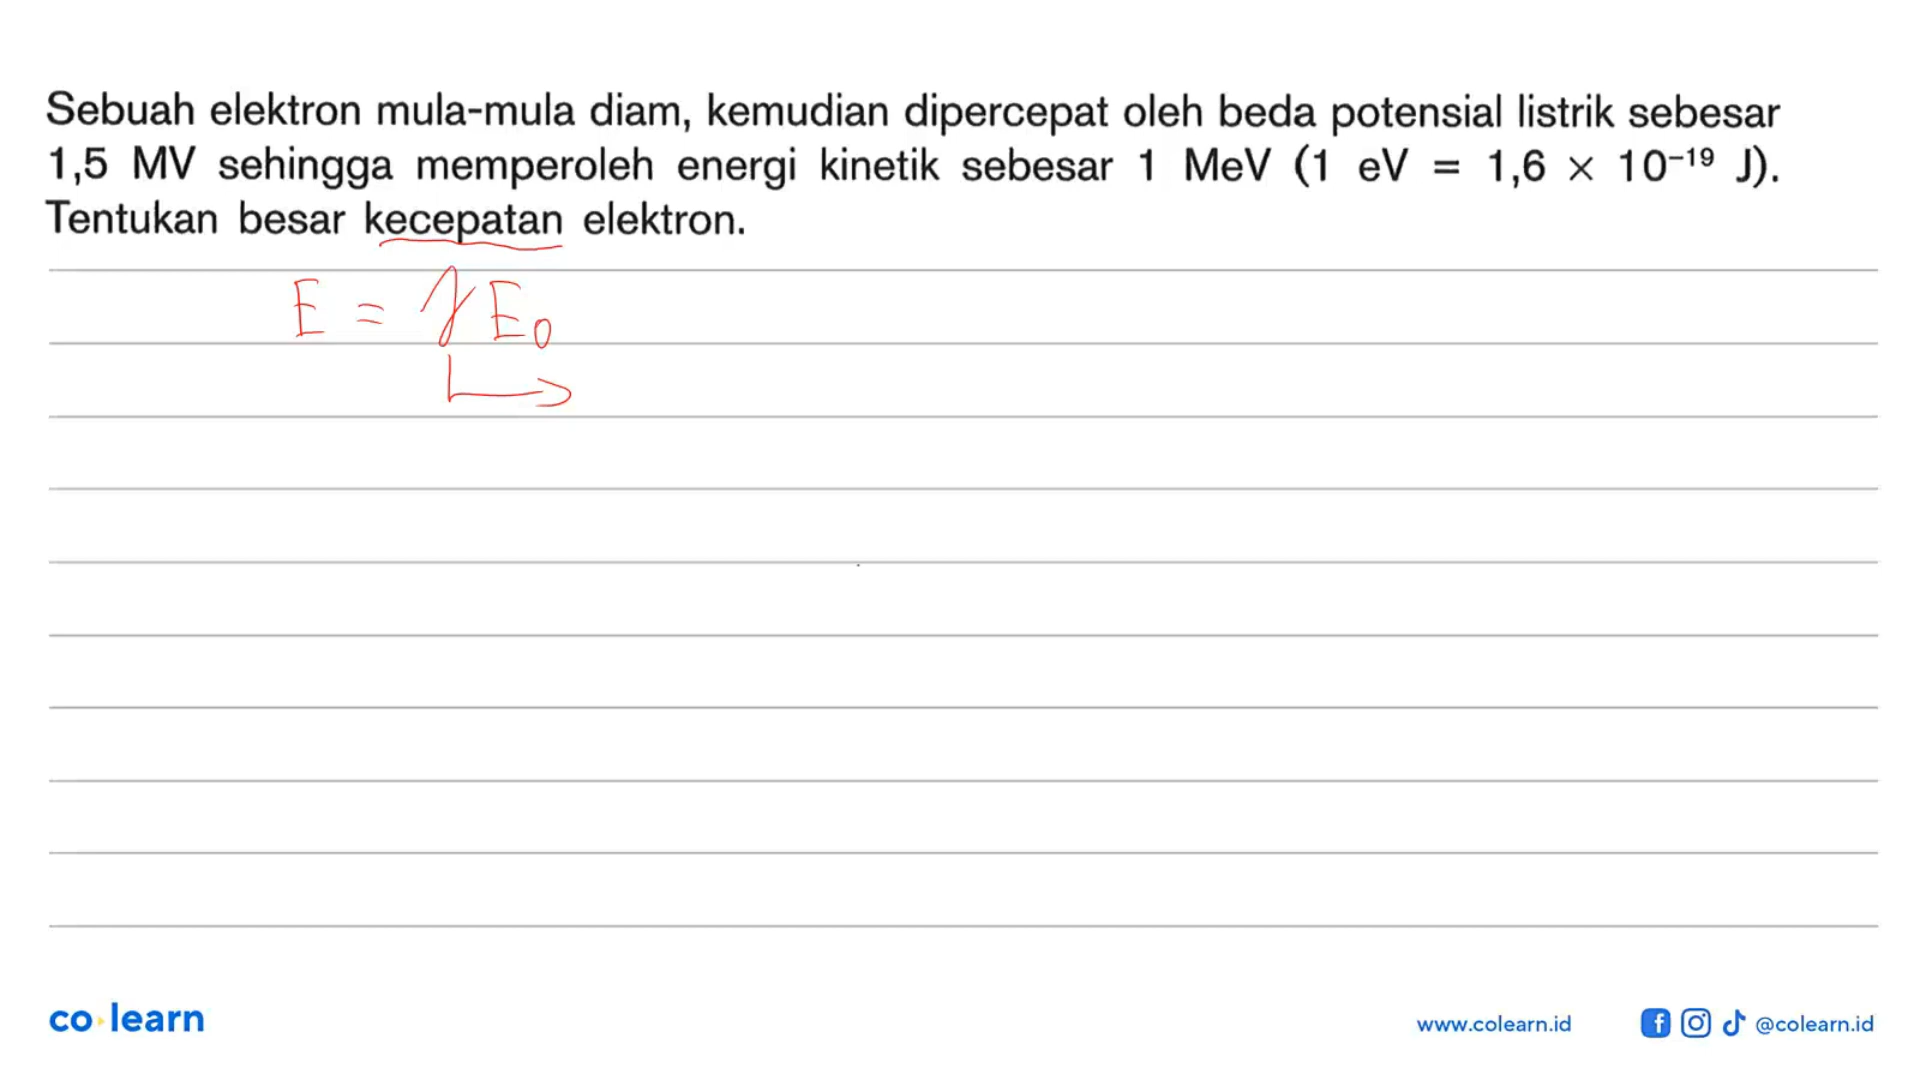 Sebuah elektron mula-mula diam, kemudian dipercepat oleh beda potensial listrik sebesar
1,5 MV sehingga memperoleh energi kinetik sebesar 1 MeV (1 eV = 1,6 × 10⁻¹⁹ J).
Tentukan besar kecepatan elektron.
E = γ E₀
co learn
www.colearn.id
@colearn.id